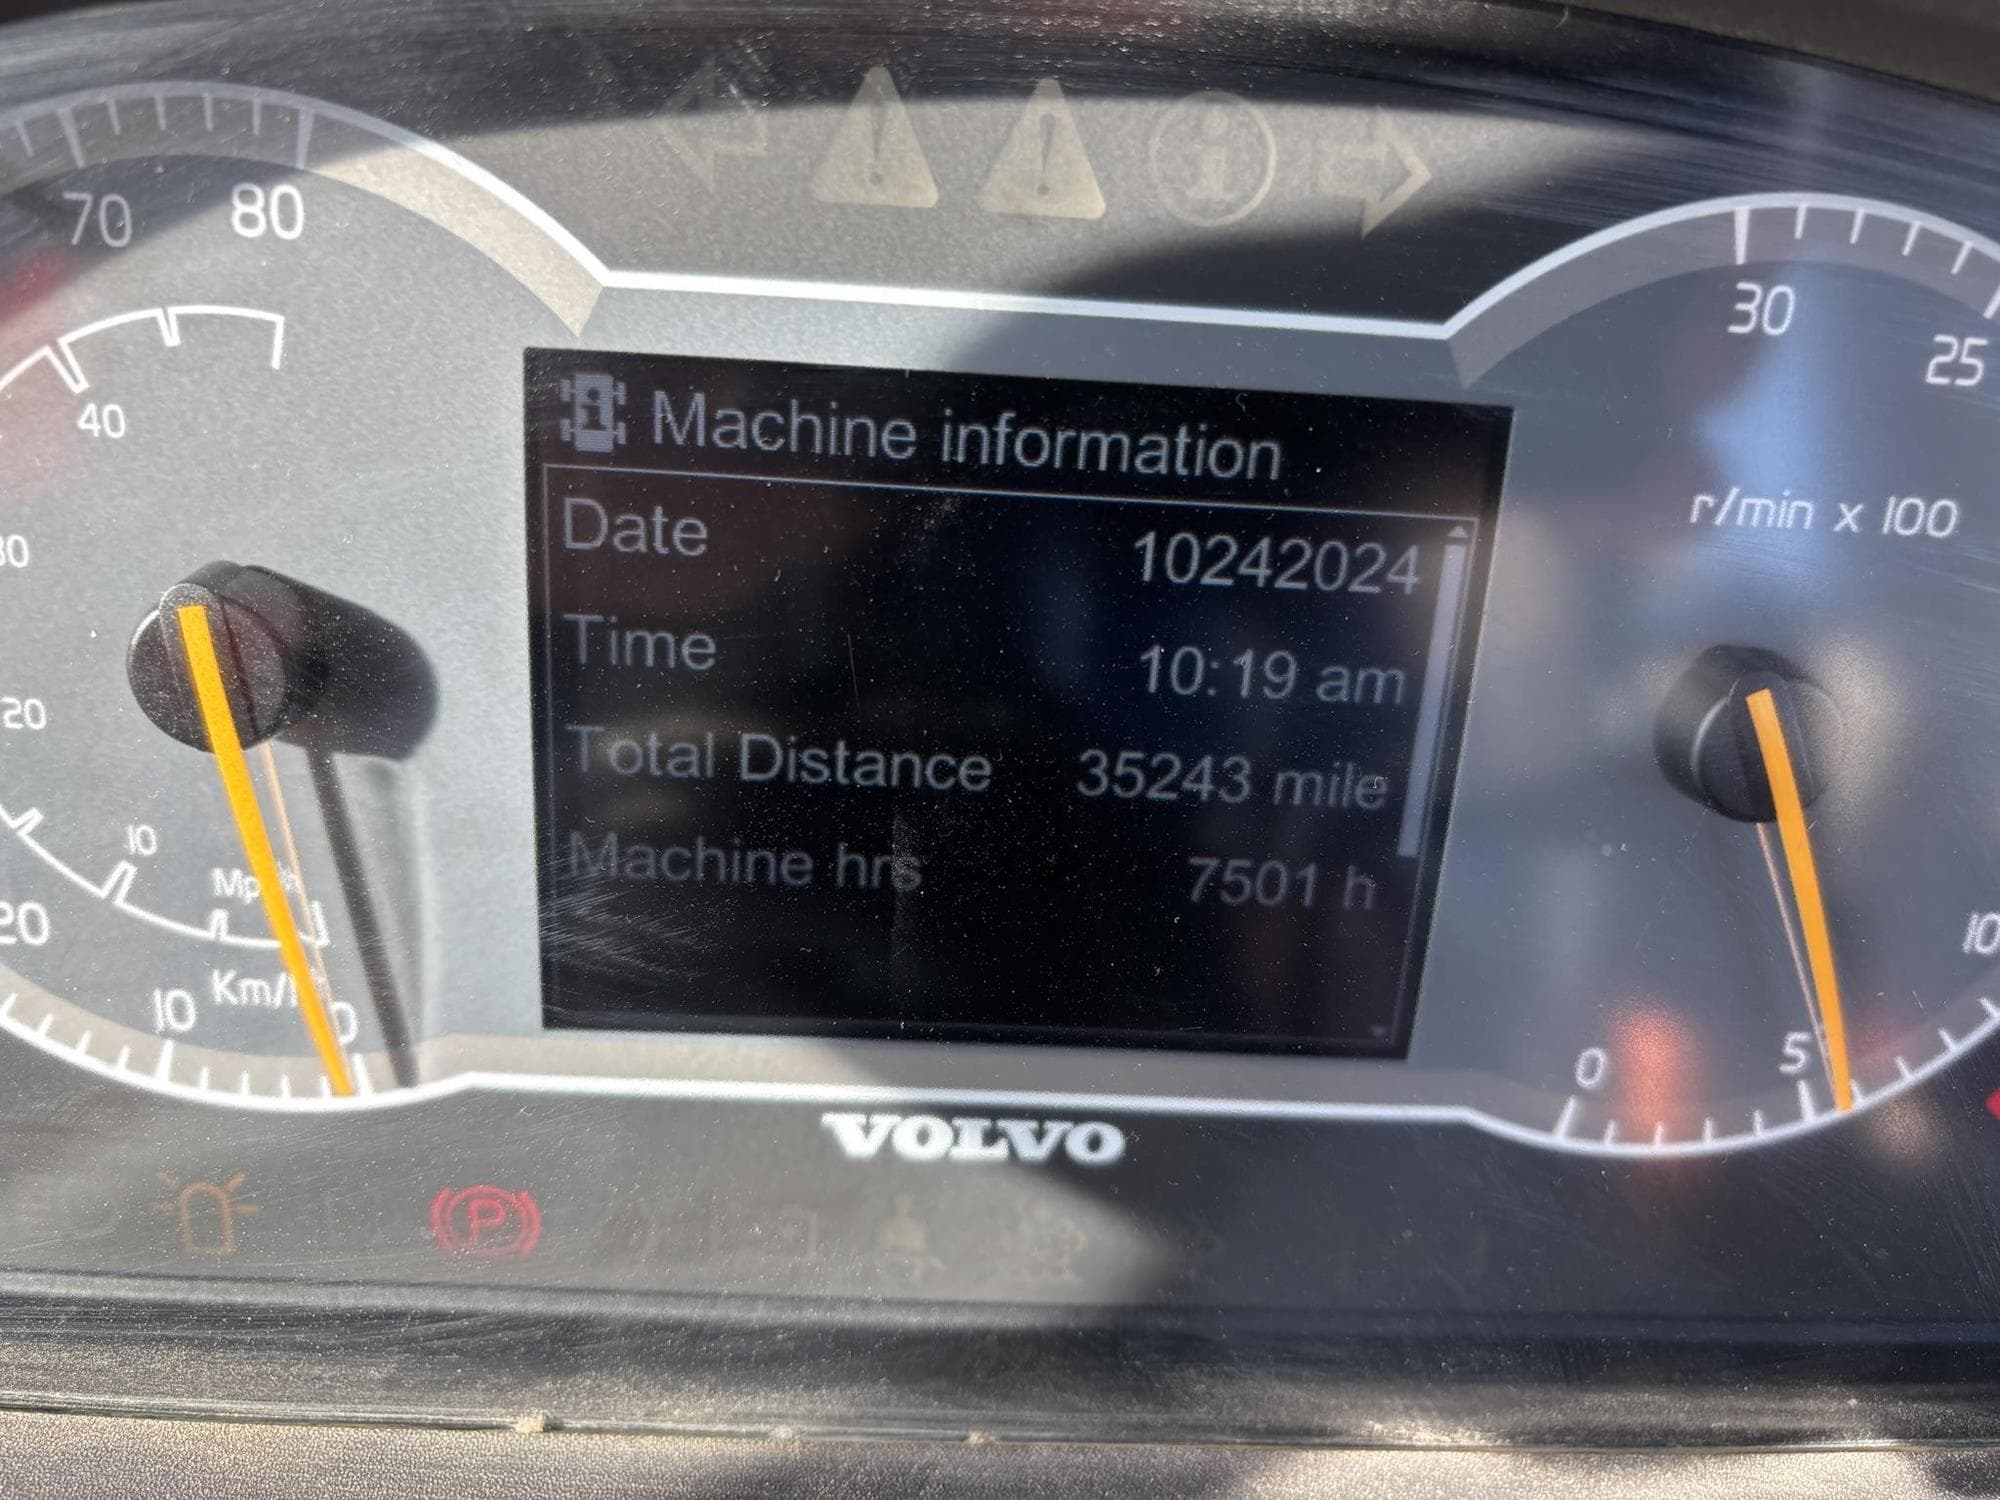 70 80
30
25
40
Machine information
Date 10242024
r/min x 100
30
Time 10:19 am
20
Total Distance 35243 mile
10
Machine hrs 7501 h
20
10
10 Km/h 0
0 5
VOLVO
P